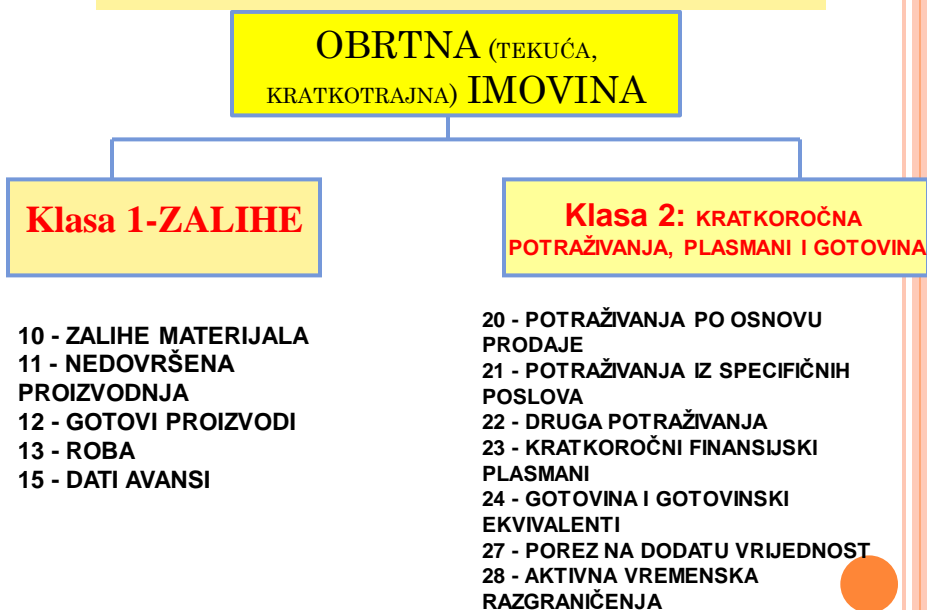 OBRTNA (TEKUĆA,
KRATKOTRAJNA) IMOVINA
Klasa 1-ZALIHE
10 - ZALIHE MATERIJALA
11 - NEDOVRŠENA
PROIZVODNJA
12 - GOTOVI PROIZVODI
13 - ROBA
15 - DATI AVANSI
Klasa 2: KRATKOROČNA
POTRAŽIVANJA, PLASMANI I GOTOVINA
20 - POTRAŽIVANJA PO OSNOVU
PRODAJE
21 - POTRAŽIVANJA IZ SPECIFIČNIH
POSLOVA
22 - DRUGA POTRAŽIVANJA
23 - KRATKOROČNI FINANSIJSKI
PLASMANI
24 - GOTOVINA I GOTOVINSKI
EKVIVALENTI
27 - POREZ NA DODATU VRIJEDNOST
28 - AKTIVNA VREMENSKA
RAZGRANIČENJA